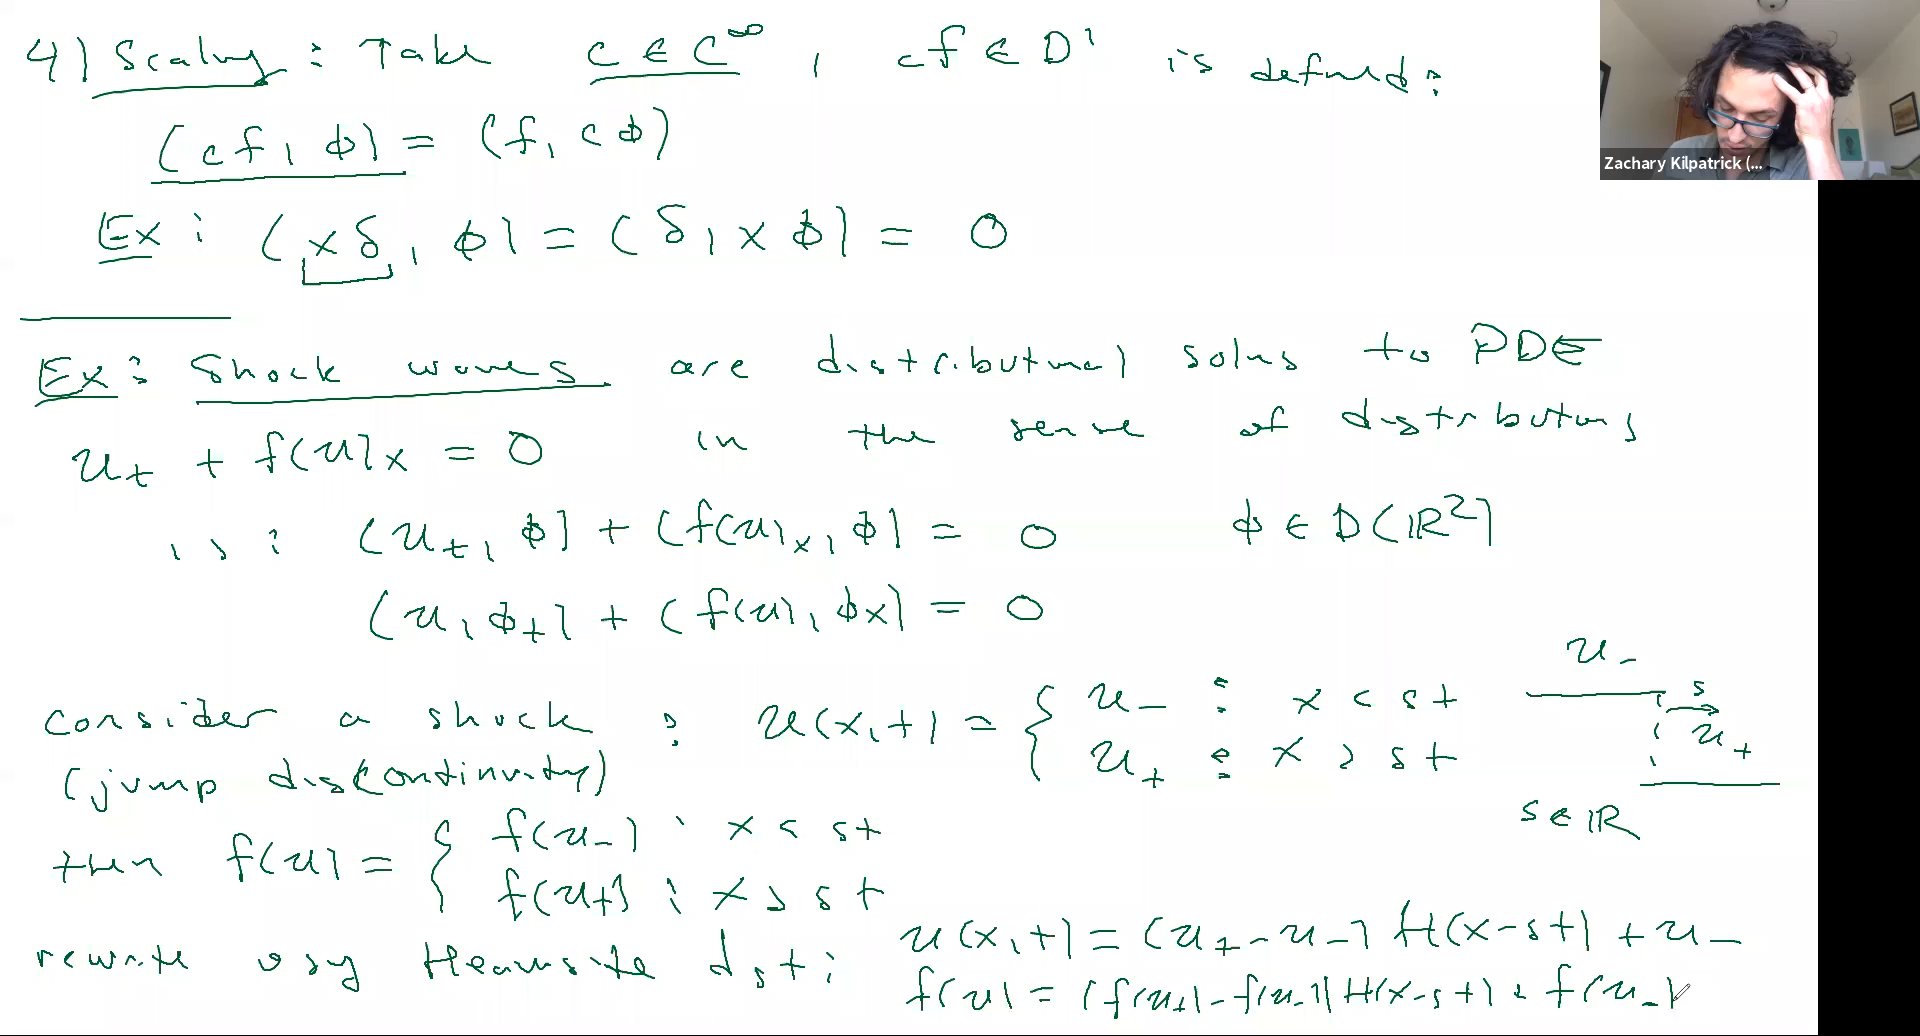 4) Scaling : Take c ∈ C^∞ , cf ∈ D' is defined:
(cf, φ) = (f, cφ)
Zachary Kilpatrick (...
Ex : (xδ, φ) = (δ, xφ) = 0
Ex : Shock waves are distributional solns to PDE
u_t + f(u)_x = 0 in the sense of distributions
is : (u_t, φ) + (f(u)_x, φ) = 0 φ ∈ D(ℝ²)
(u, φ_t) + (f(u), φ_x) = 0
u_-
consider a shock : u(x,t) = { u_- : x < st
s
(jump discontinuity) u_+ : x > st
u_+
s ∈ ℝ
then f(u) = { f(u_-) : x < st
f(u_+) : x > st
rewrite using Heaviside dist :
u(x,t) = (u_+ - u_-) H(x-st) + u_-
f(u) = (f(u_+) - f(u_-)) H(x-st) + f(u_-)